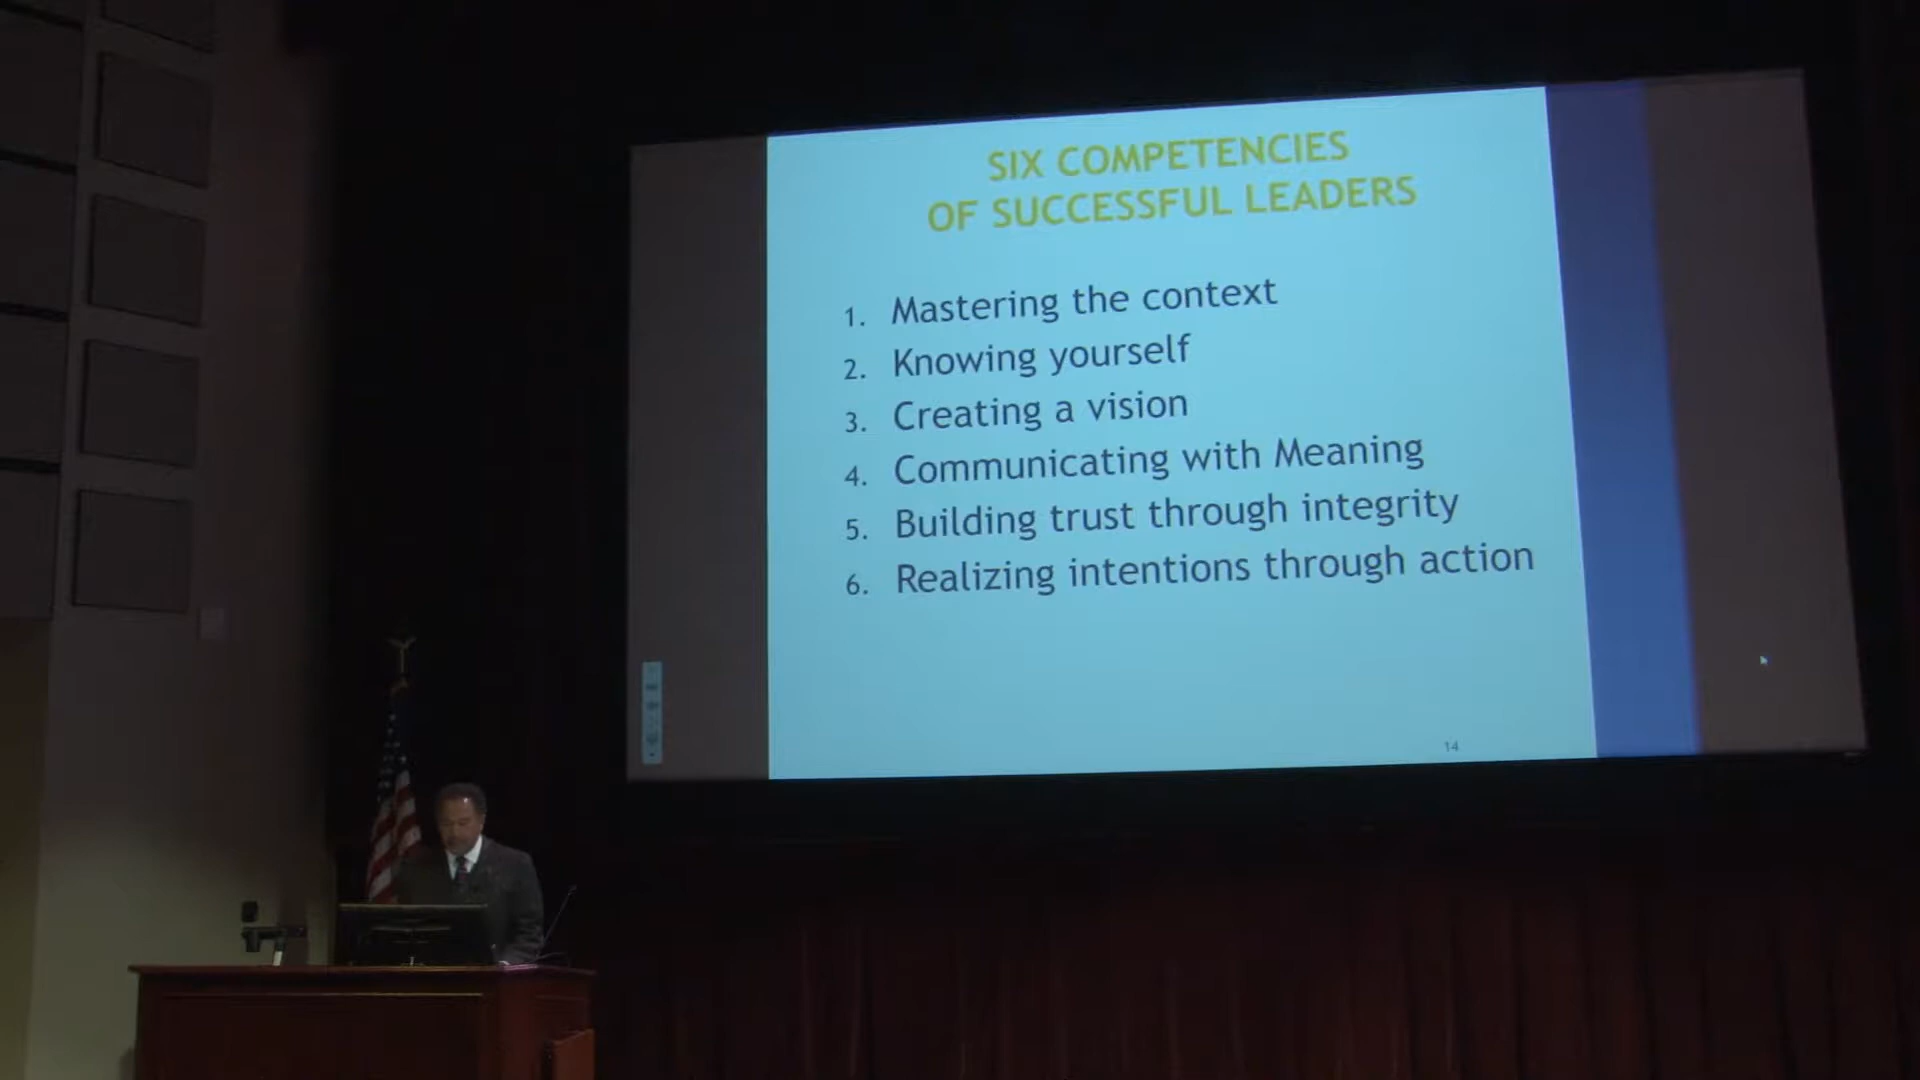 SIX COMPETENCIES
OF SUCCESSFUL LEADERS
1. Mastering the context
2. Knowing yourself
3. Creating a vision
4. Communicating with Meaning
5. Building trust through integrity
6. Realizing intentions through action
14